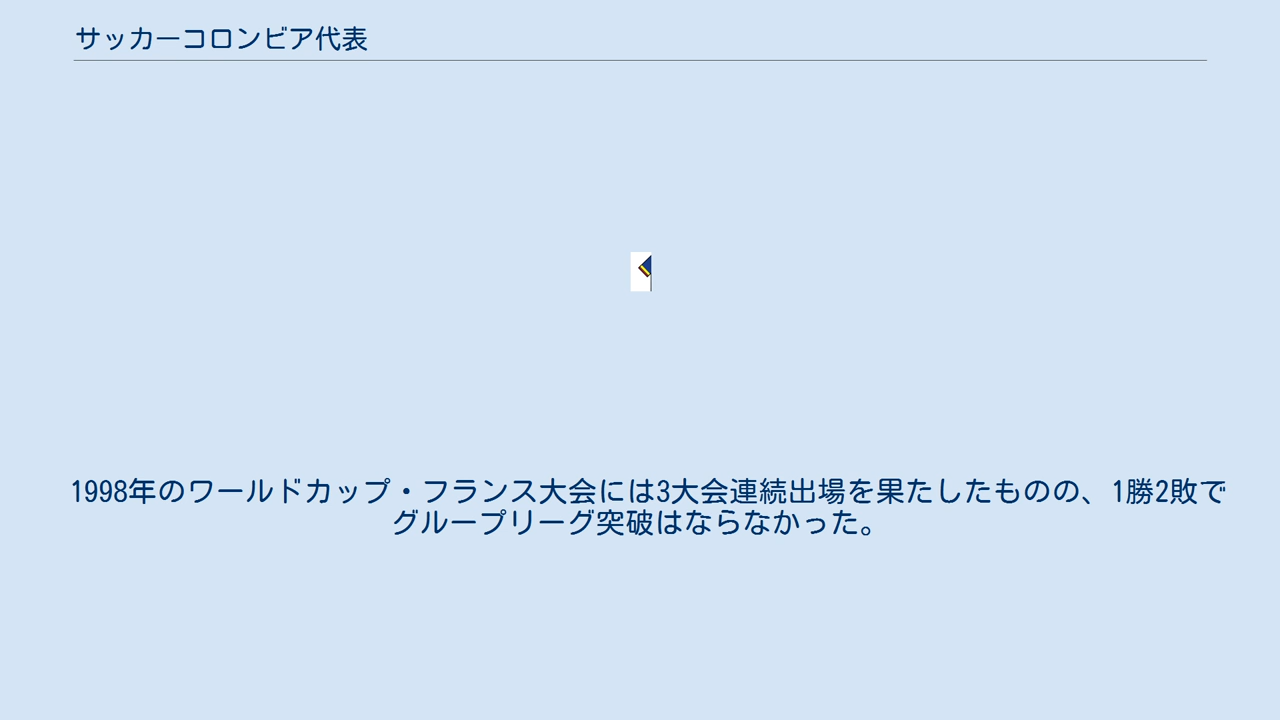 サッカーコロンビア代表
1998年のワールドカップ・フランス大会には3大会連続出場を果たしたものの、1勝2敗で
グループリーグ突破はならなかった。